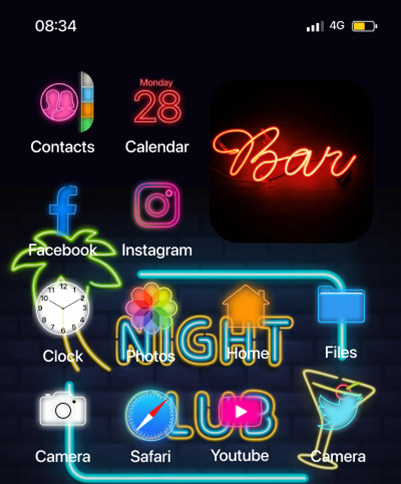 08:34
4G
Monday
28
Bar
Contacts
Calendar
Facebook
Instagram
NIGHT
Clock
Photos
Home
Files
CLUB
Camera
Safari
Youtube
Camera